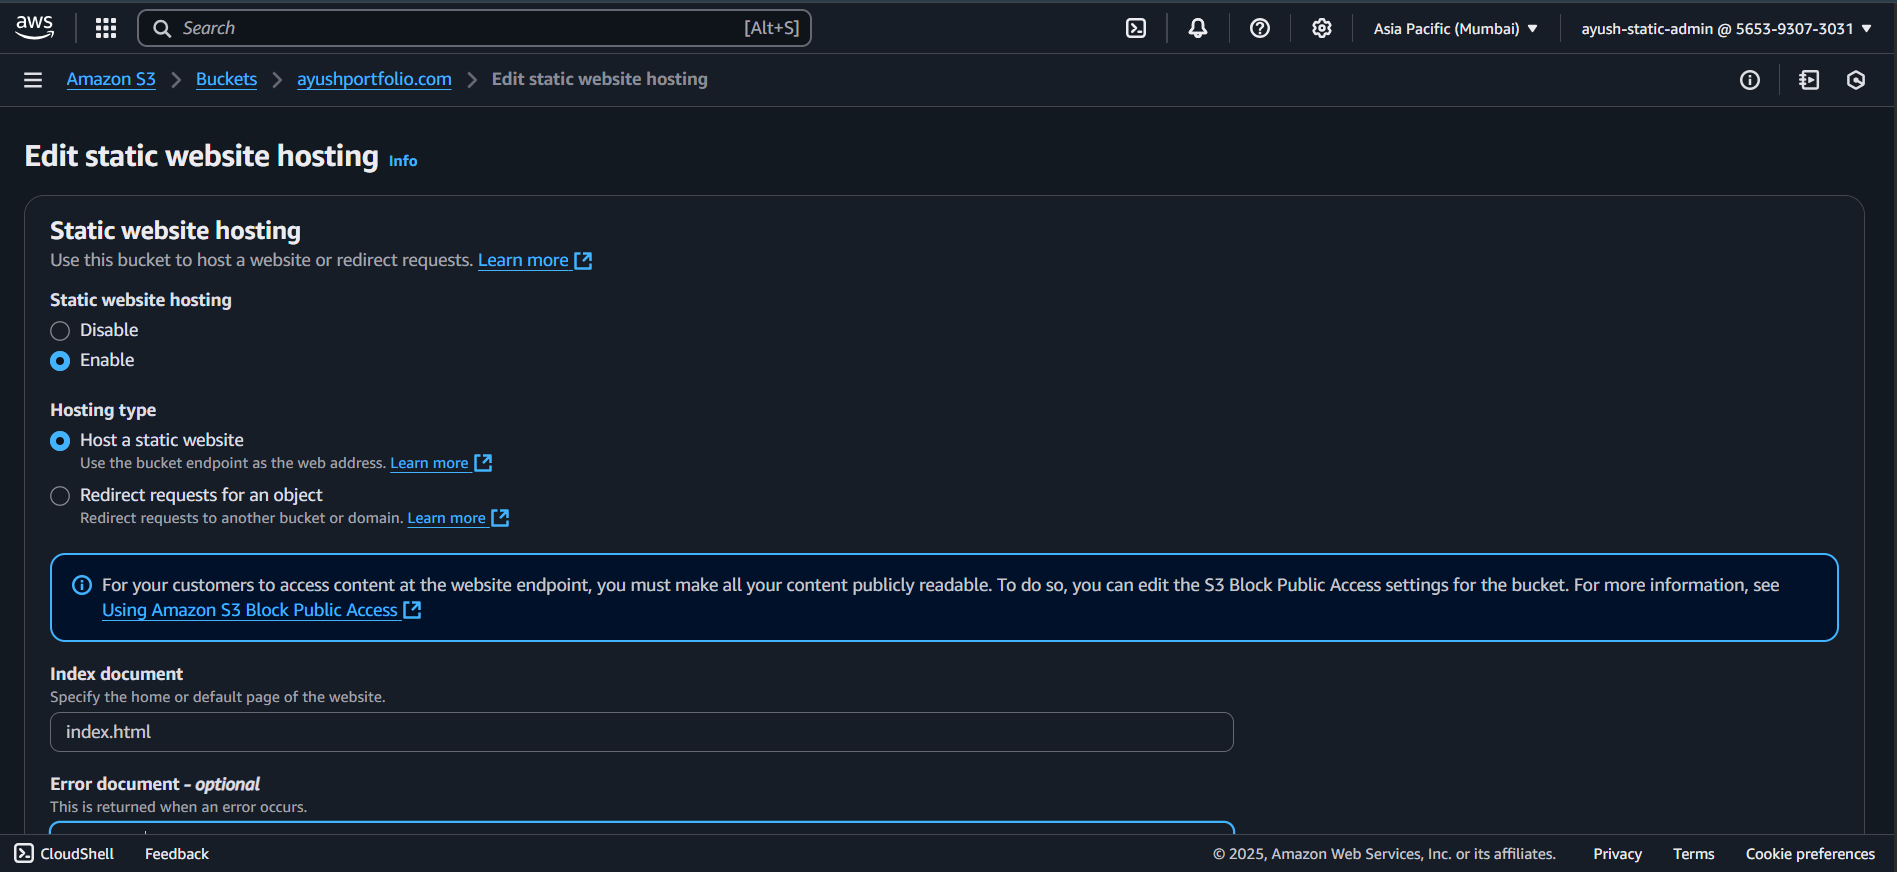 aws
Search [Alt+S]
Asia Pacific (Mumbai) ayush-static-admin @ 5653-9307-3031
Amazon S3 Buckets ayushportfolio.com Edit static website hosting
Edit static website hosting Info
Static website hosting
Use this bucket to host a website or redirect requests. Learn more
Static website hosting
Disable
Enable
Hosting type
Host a static website
Use the bucket endpoint as the web address. Learn more
Redirect requests for an object
Redirect requests to another bucket or domain. Learn more
For your customers to access content at the website endpoint, you must make all your content publicly readable. To do so, you can edit the S3 Block Public Access settings for the bucket. For more information, see
Using Amazon S3 Block Public Access
Index document
Specify the home or default page of the website.
index.html
Error document - optional
This is returned when an error occurs.
CloudShell Feedback © 2025, Amazon Web Services, Inc. or its affiliates. Privacy Terms Cookie preferences